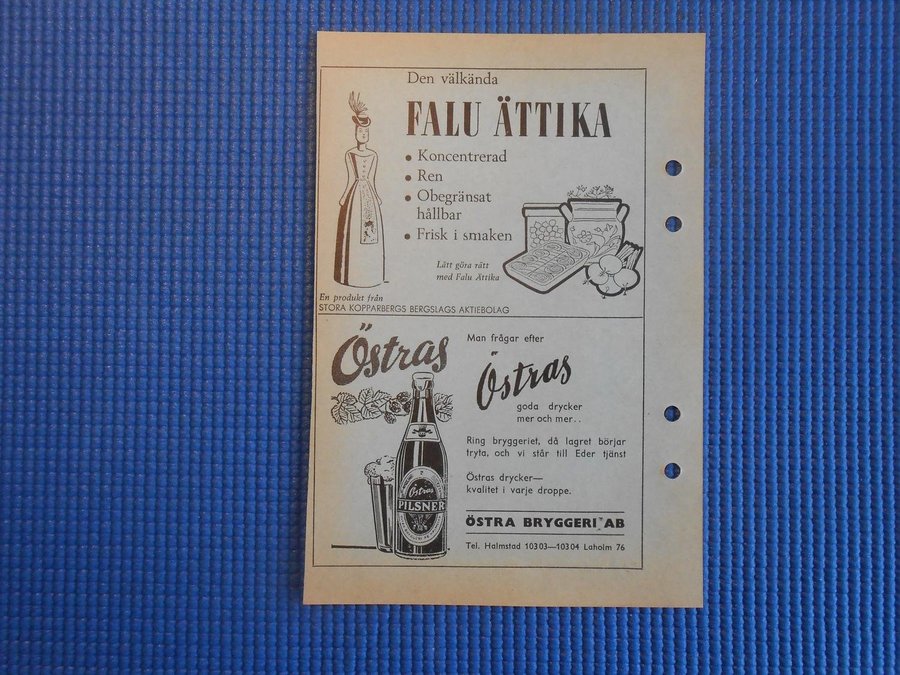 Den välkända
FALU ÄTTIKA
• Koncentrerad
• Ren
• Obegränsat
hållbar
• Frisk i smaken
Lätt göra rätt
med Falu Ättika
En produkt från
STORA KOPPARBERGS BERGSLAGS AKTIEBOLAG
Östras
Man frågar efter
Östras
goda drycker
mer och mer..
Ring bryggeriet, då lagret börjar
tryta, och vi står till Eder tjänst
Östras drycker—
kvalitet i varje droppe.
Östras
PILSNER
ÖSTRA BRYGGERI AB
Tel. Halmstad 10303—10304 Laholm 76